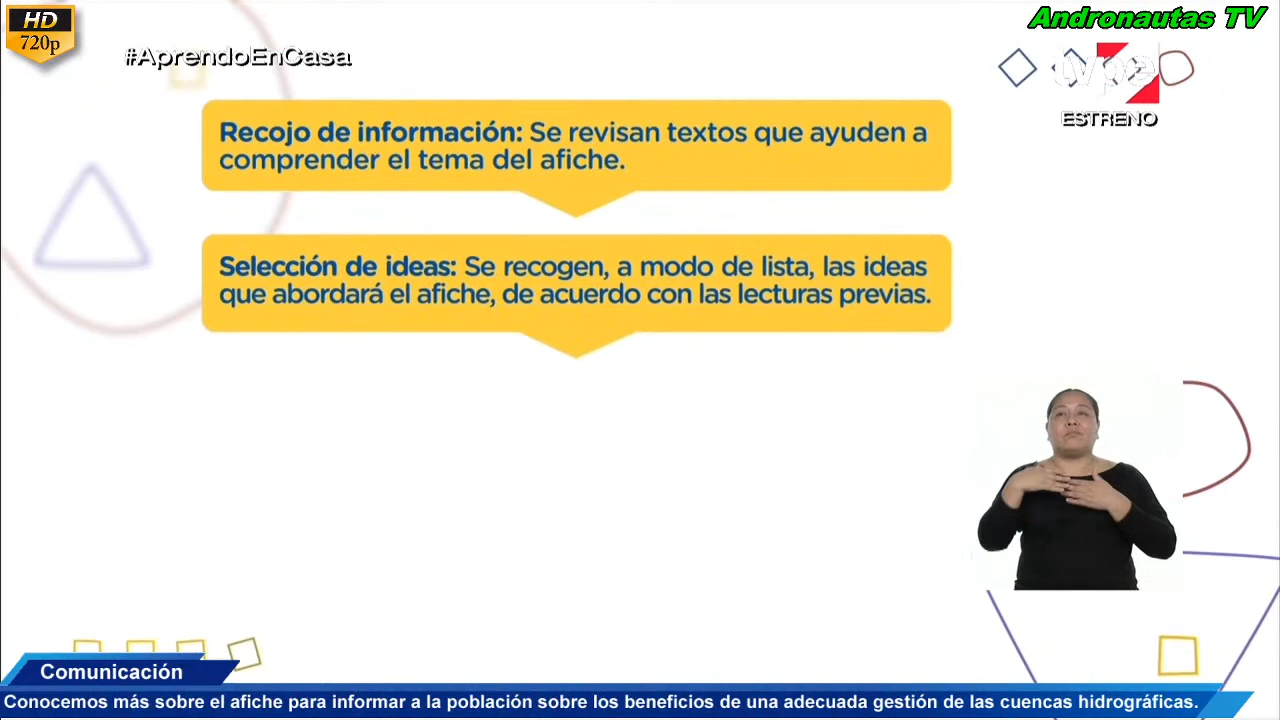 HD
720p
#AprendoEnCasa
Andronautas TV
tvpe
ESTRENO
Recojo de información: Se revisan textos que ayuden a
comprender el tema del afiche.
Selección de ideas: Se recogen, a modo de lista, las ideas
que abordará el afiche, de acuerdo con las lecturas previas.
Comunicación
Conocemos más sobre el afiche para informar a la población sobre los beneficios de una adecuada gestión de las cuencas hidrográficas.